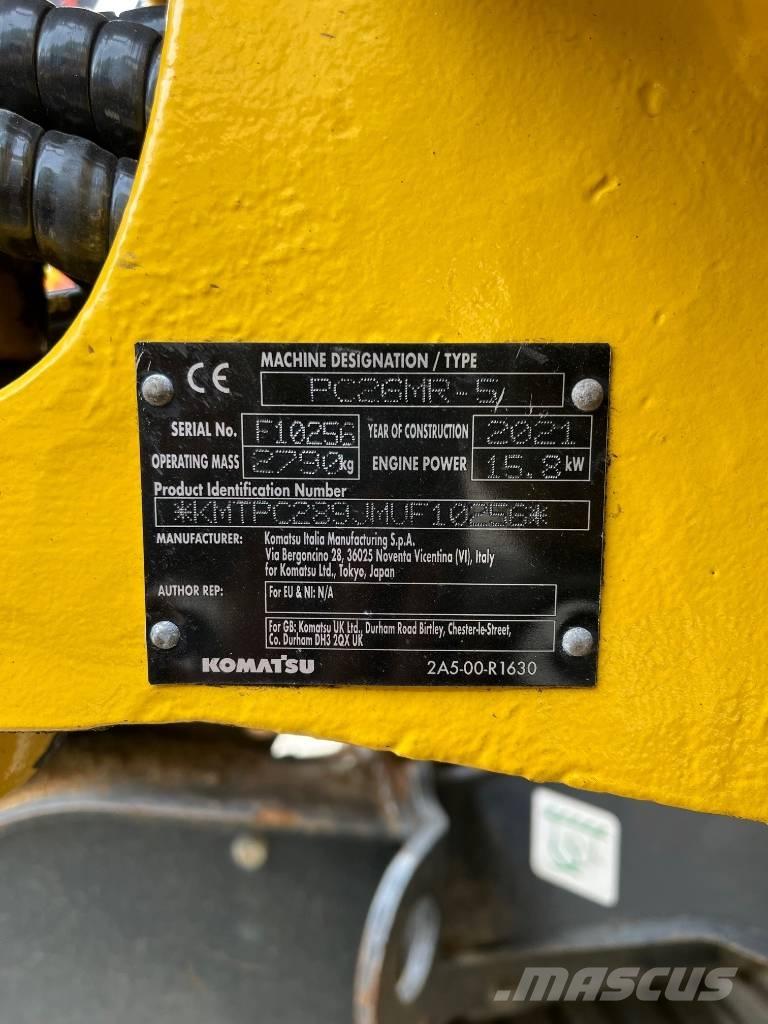 CE
MACHINE DESIGNATION / TYPE
PC26MR-5
SERIAL No. F10256 YEAR OF CONSTRUCTION 2021
OPERATING MASS 2790kg ENGINE POWER 15.8 kW
Product Identification Number
*KMTPC289JMVF10256*
MANUFACTURER: Komatsu Italia Manufacturing S.p.A.
Via Bergoncino 28, 36025 Noventa Vicentina (VI), Italy
for Komatsu Ltd., Tokyo, Japan
AUTHOR REP: For EU & NI: N/A
For GB: Komatsu UK Ltd., Durham Road Birtley, Chester-le-Street,
Co. Durham DH3 2QX UK
KOMATSU 2A5-00-R1630
MASCUS